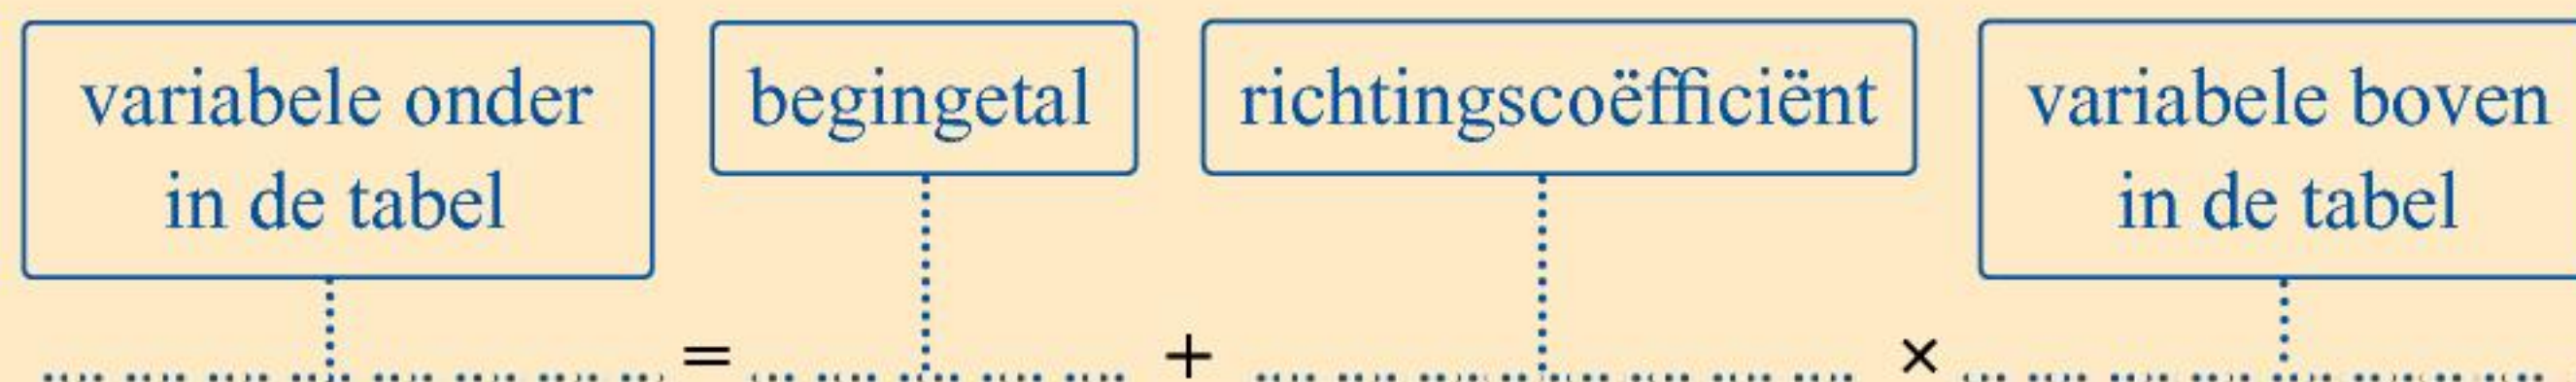 variabele onder
in de tabel
begingetal
richtingscoëfficiënt
variabele boven
in de tabel
= + ×